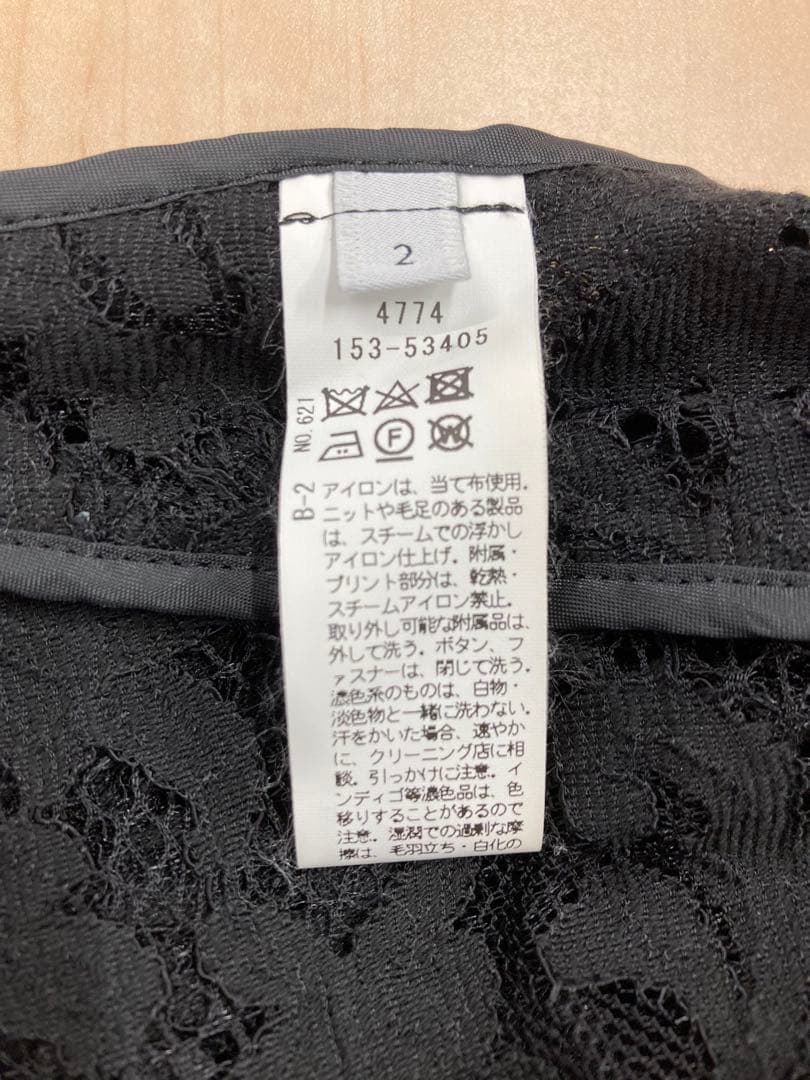 2
4774
153-53405
NO.621
F
W
B-2
アイロンは、当て布使用.
ニットや毛足のある製品
は、スチームでの浮かし
アイロン仕上げ. 附属・
プリント部分は、乾熱・
スチームアイロン禁止.
取り外し可能な附属品は、
外して洗う. ボタン、フ
ァスナーは、閉じて洗う.
濃色系のものは、白物・
淡色物と一緒に洗わない.
汗をかいた場合、速やか
に、クリーニング店に相
談. 引っかけに注意. イ
ンディゴ等濃色品は、色
移りすることがあるので
注意. 湿潤での過剰な摩
擦は、毛羽立ち・白化の